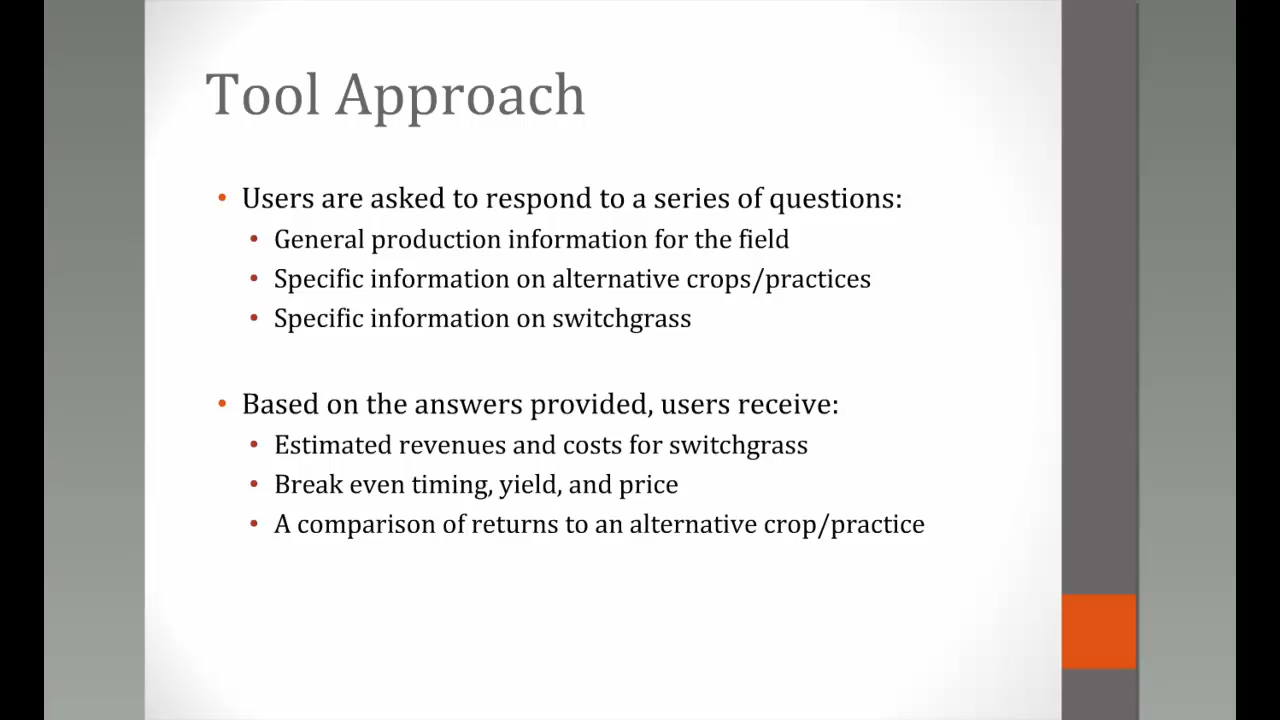 Tool Approach
• Users are asked to respond to a series of questions:
• General production information for the field
• Specific information on alternative crops/practices
• Specific information on switchgrass
• Based on the answers provided, users receive:
• Estimated revenues and costs for switchgrass
• Break even timing, yield, and price
• A comparison of returns to an alternative crop/practice